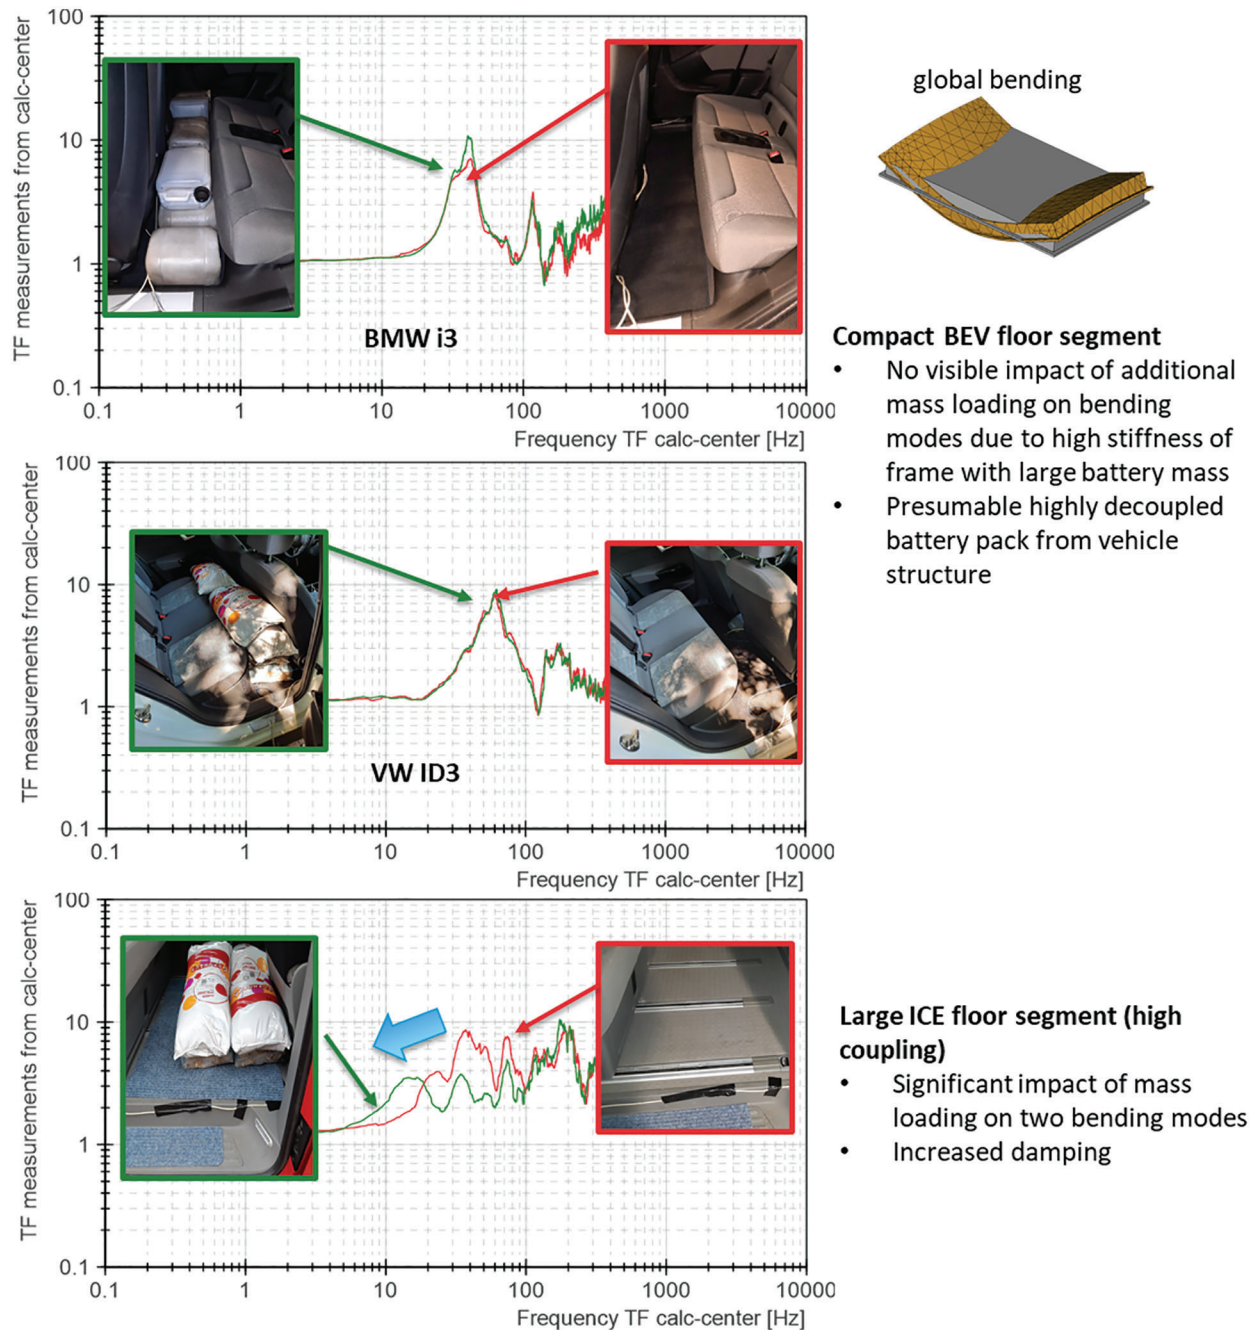 100
10
1
0.1
TF measurements from calc-center
BMW i3
0.1
1
10
100
1000
10000
Frequency TF calc-center [Hz]
global bending
Compact BEV floor segment
• No visible impact of additional
mass loading on bending
modes due to high stiffness of
frame with large battery mass
• Presumable highly decoupled
battery pack from vehicle
structure
100
10
1
0.1
TF measurements from calc-center
VW ID3
0.1
1
10
100
1000
10000
Frequency TF calc-center [Hz]
100
10
1
0.1
TF measurements from calc-center
0.1
1
10
100
1000
10000
Frequency TF calc-center [Hz]
Large ICE floor segment (high
coupling)
• Significant impact of mass
loading on two bending modes
• Increased damping